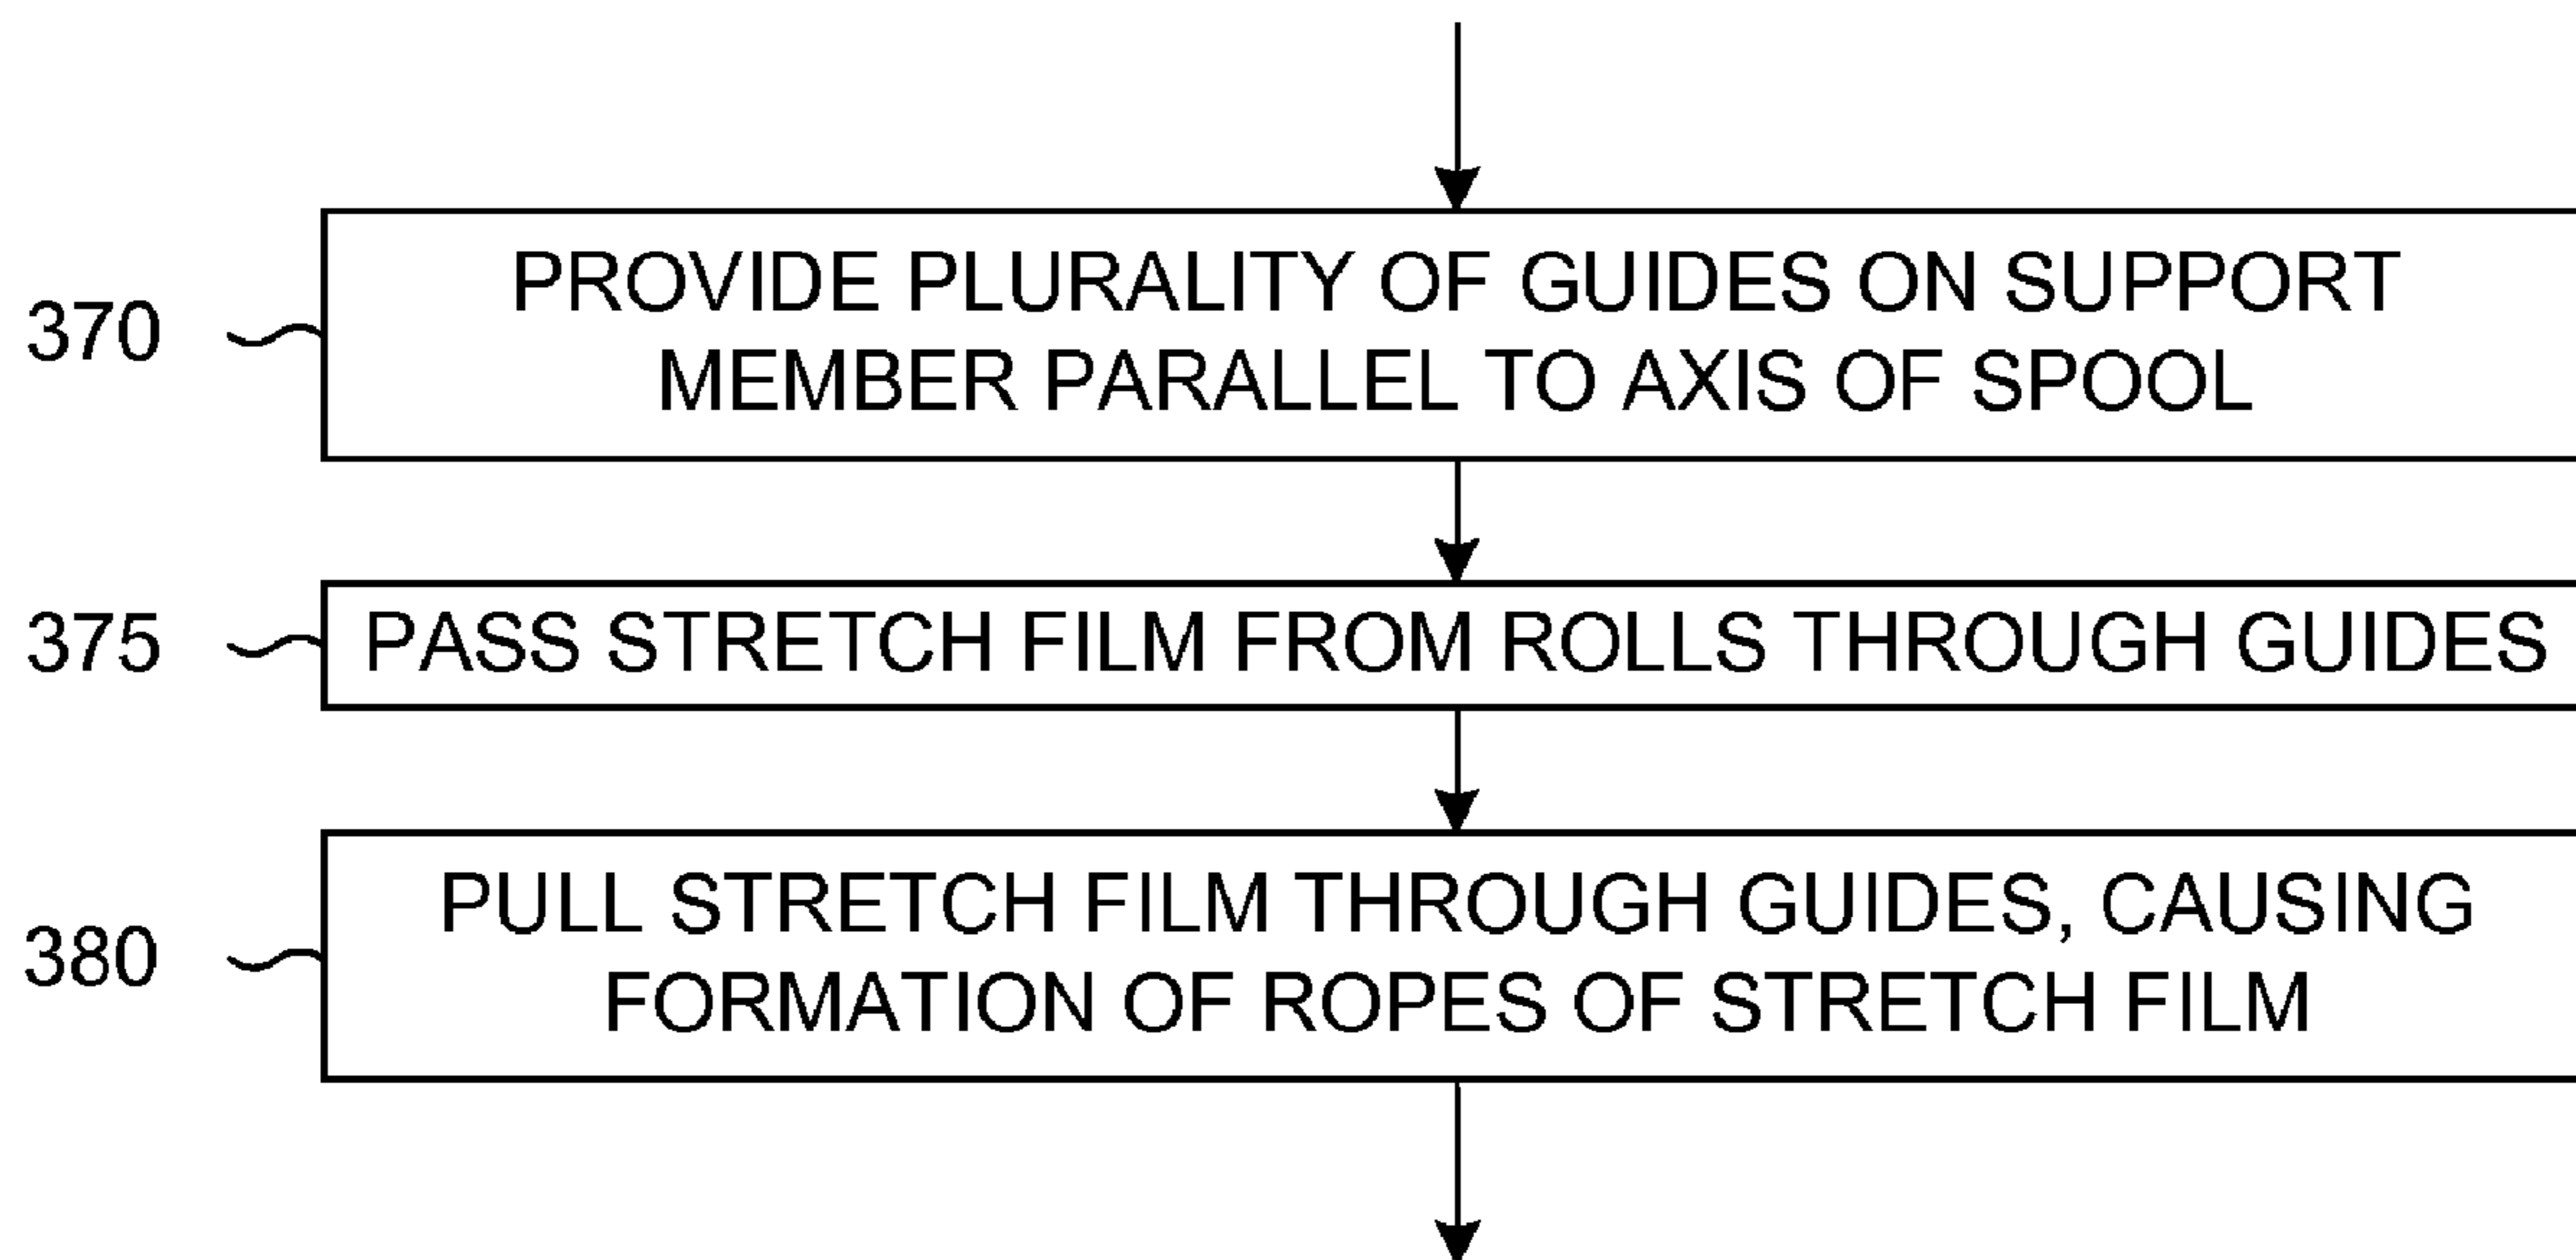 370
PROVIDE PLURALITY OF GUIDES ON SUPPORT
MEMBER PARALLEL TO AXIS OF SPOOL
375
PASS STRETCH FILM FROM ROLLS THROUGH GUIDES
380
PULL STRETCH FILM THROUGH GUIDES, CAUSING
FORMATION OF ROPES OF STRETCH FILM